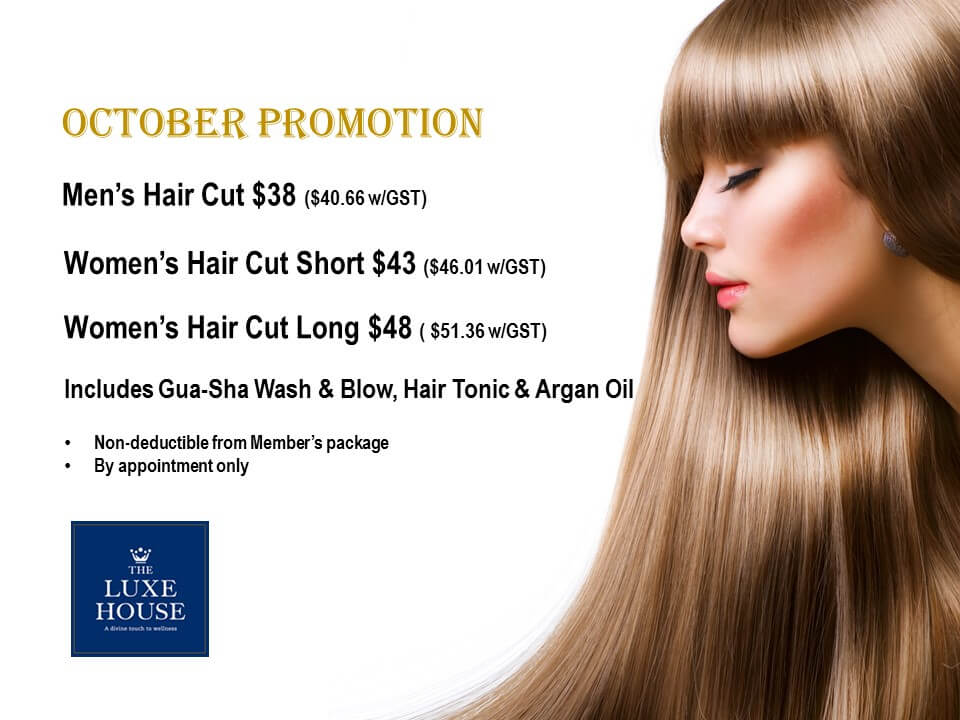 OCTOBER PROMOTION
Men's Hair Cut $38 ($40.66 w/GST)
Women's Hair Cut Short $43 ($46.01 w/GST)
Women's Hair Cut Long $48 ( $51.36 w/GST)
Includes Gua-Sha Wash & Blow, Hair Tonic & Argan Oil
• Non-deductible from Member's package
• By appointment only
THE
LUXE
HOUSE
A divine touch to wellness